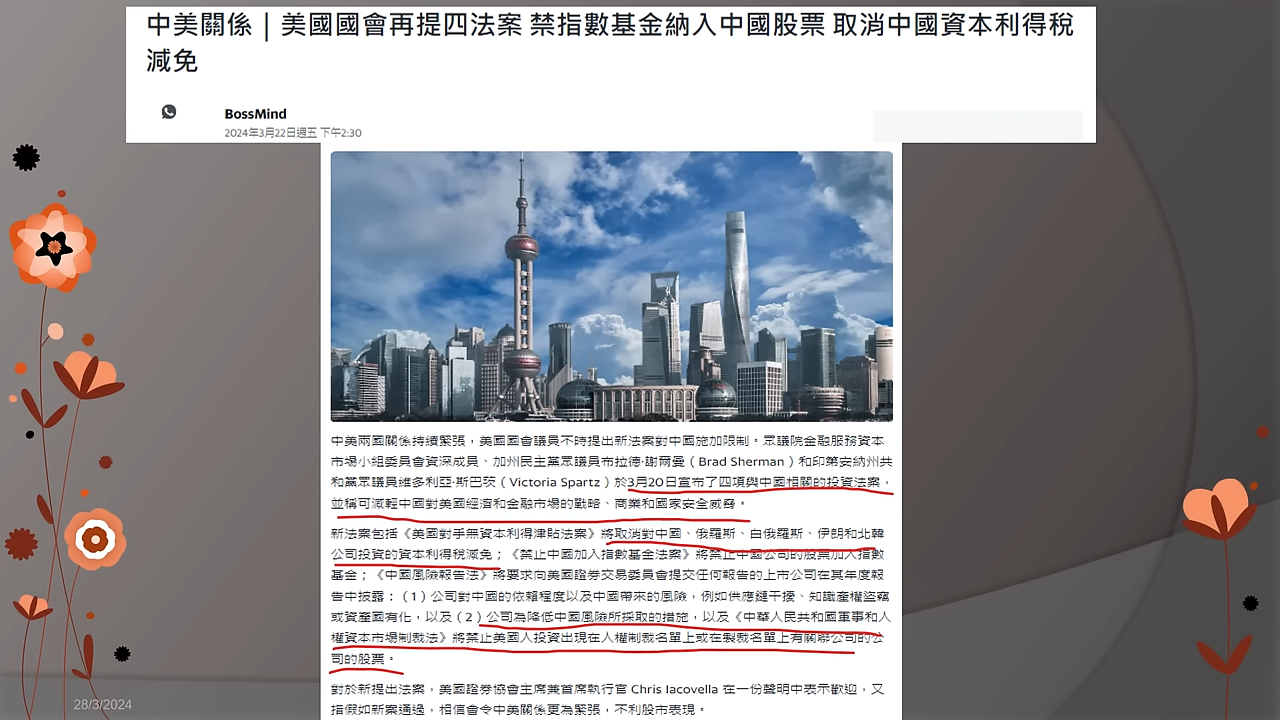 中美關係｜美國國會再提四法案 禁指數基金納入中國股票 取消中國資本利得稅
減免
BossMind
2024年3月22日週五 下午2:30
中美兩國關係持續緊張，美國國會議員不時提出新法案對中國施加限制。眾議院金融服務資本
市場小組委員會資深成員、加州民主黨眾議員布拉德·謝爾曼（Brad Sherman）和印第安納州共
和黨眾議員維多利亞·斯巴茨（Victoria Spartz）於3月20日宣布了四項與中國相關的投資法案，
並稱可減輕中國對美國經濟和金融市場的戰略、商業和國家安全威脅。
新法案包括《美國對手無資本利得津貼法案》將取消對中國、俄羅斯、白俄羅斯、伊朗和北韓
公司投資的資本利得稅減免；《禁止中國加入指數基金法案》將禁止中國公司的股票加入指數
基金；《中國風險報告法》將要求向美國證券交易委員會提交任何報告的上市公司在其年度報
告中披露：（1）公司對中國的依賴程度以及中國帶來的風險，例如供應鏈干擾、知識產權盜竊
或資產國有化，以及（2）公司為降低中國風險所採取的措施，以及《中華人民共和國軍事和人
權資本市場制裁法》將禁止美國人投資出現在人權制裁名單上或在製裁名單上有關聯公司的公
司的股票。
對於新提出法案，美國證券協會主席兼首席執行官 Chris Iacovella 在一份聲明中表示歡迎，又
指假如新案通過，相信會令中美關係更為緊張，不利股市表現。
28/3/2024